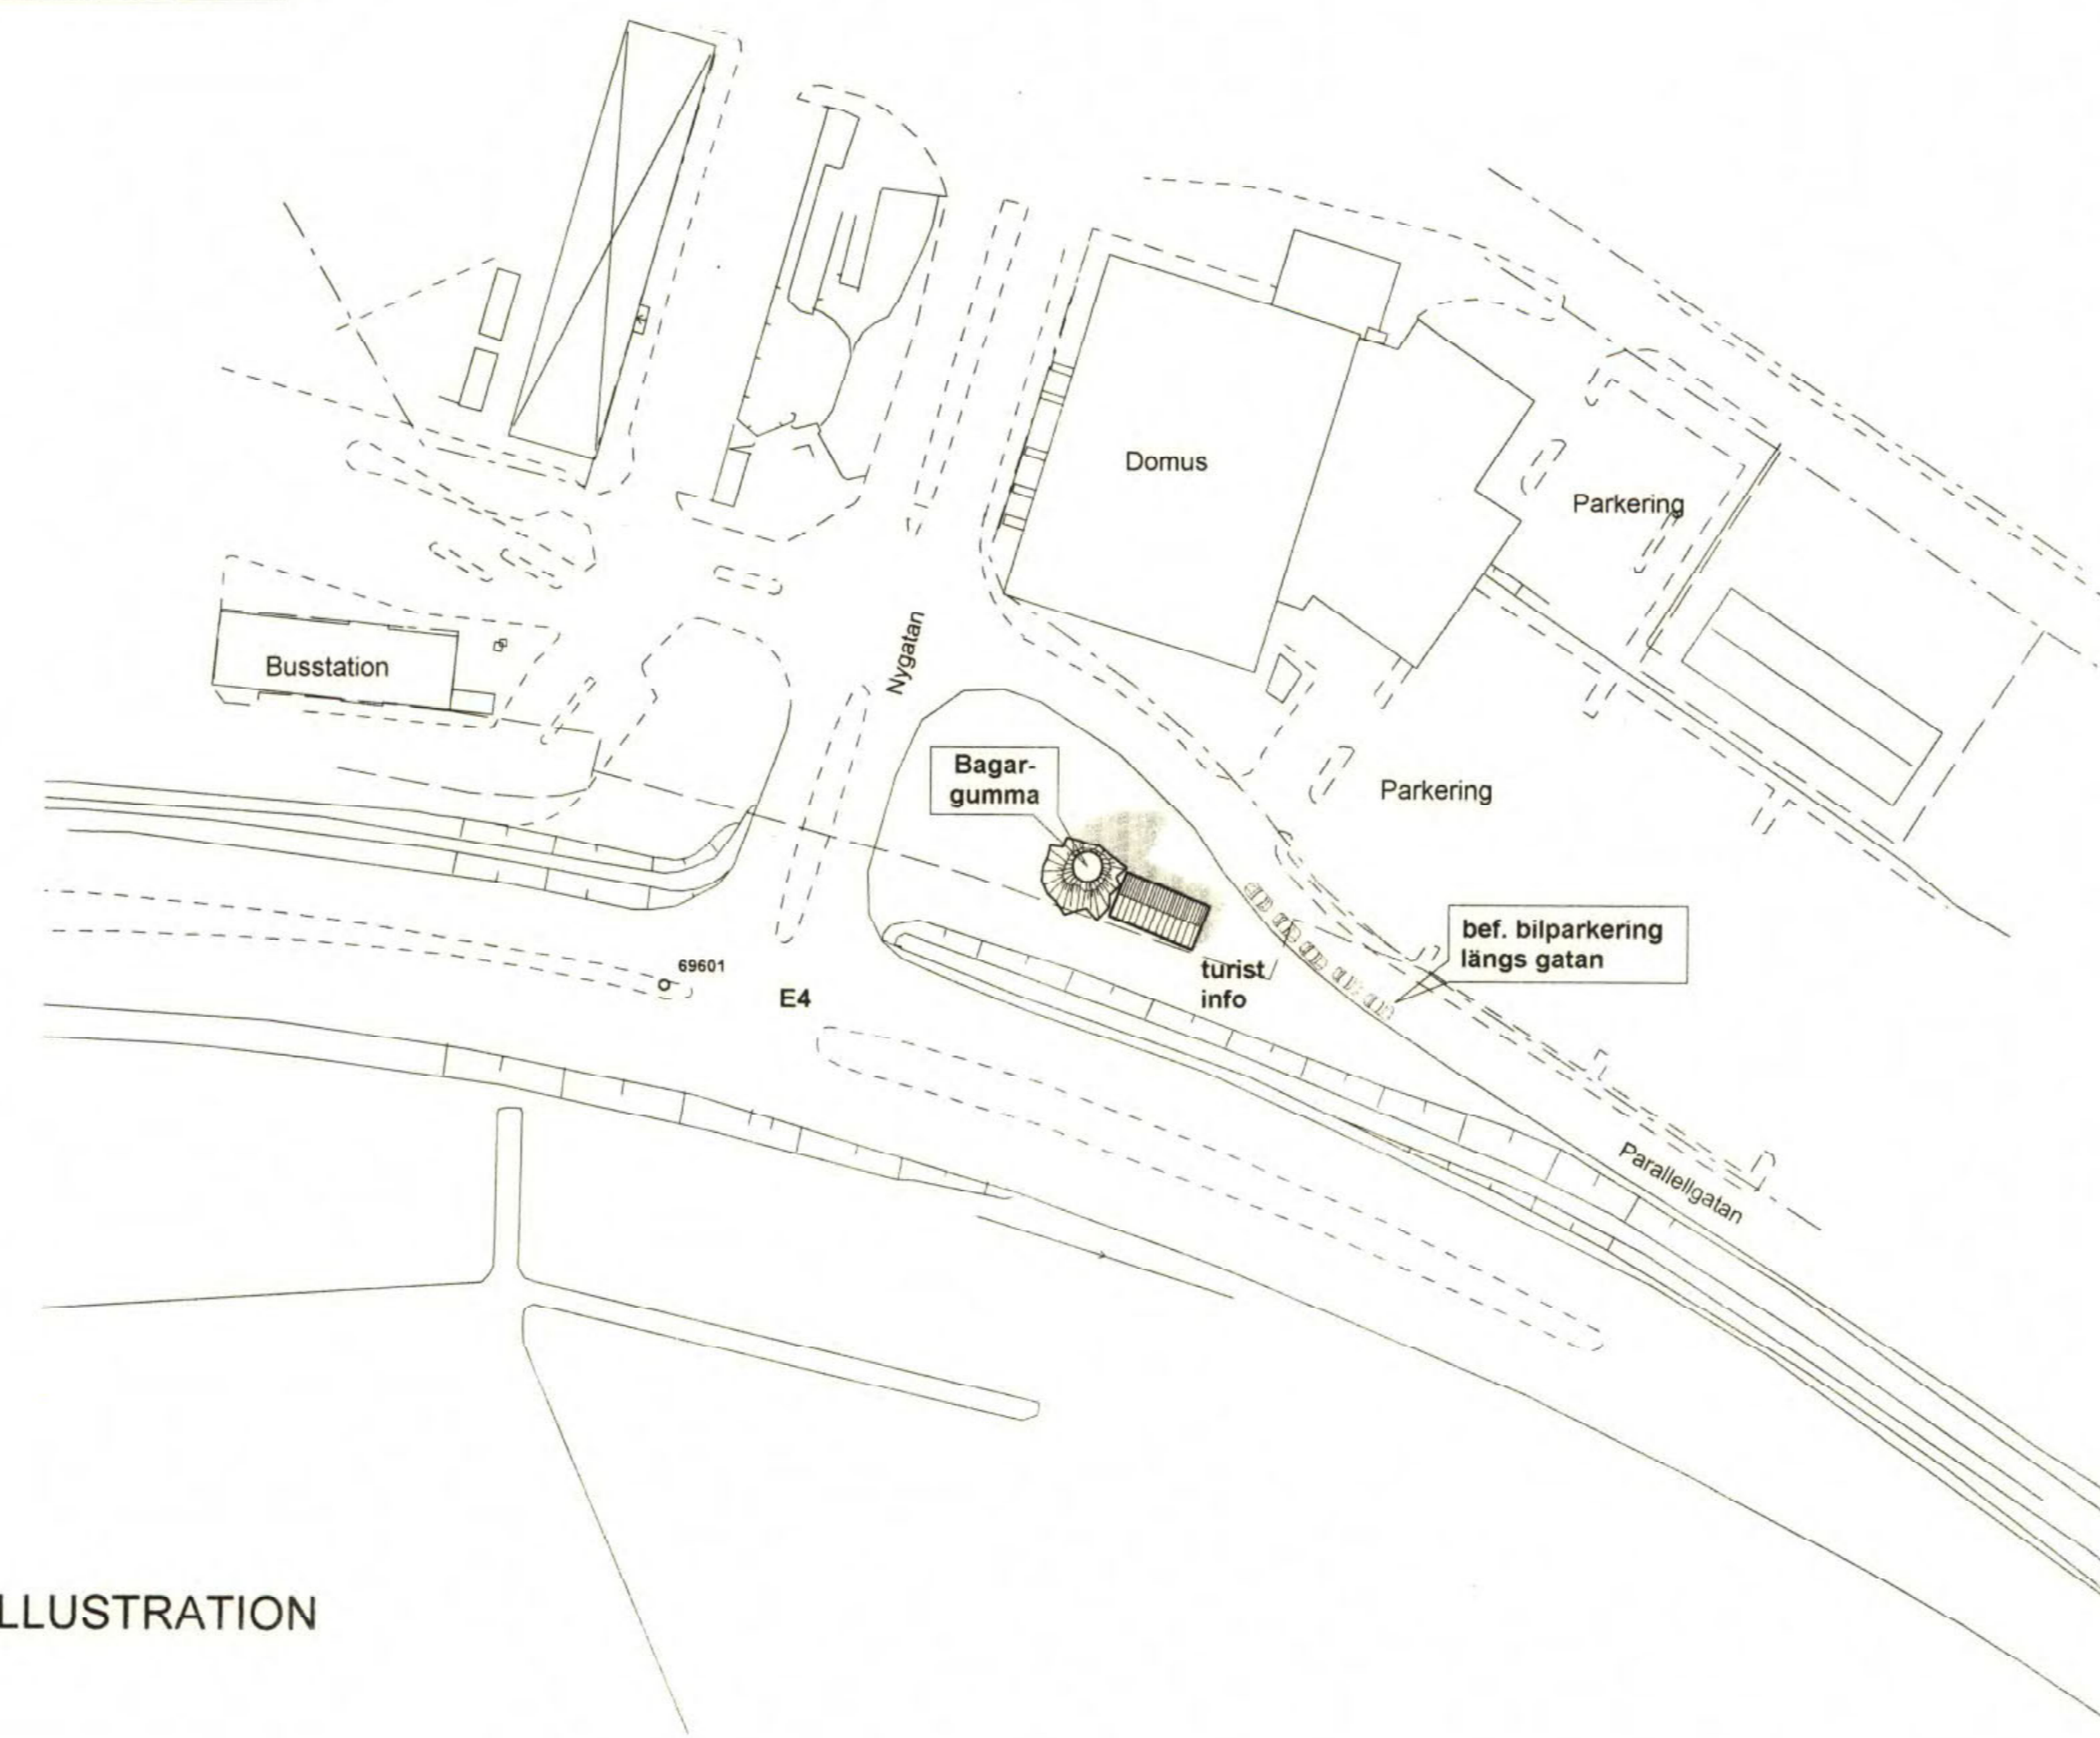 Domus
Parkering
Nygatan
Busstation
Bagar-
gumma
Parkering
bef. bilparkering
längs gatan
69601
turist
info
E4
Parallellgatan
LLUSTRATION